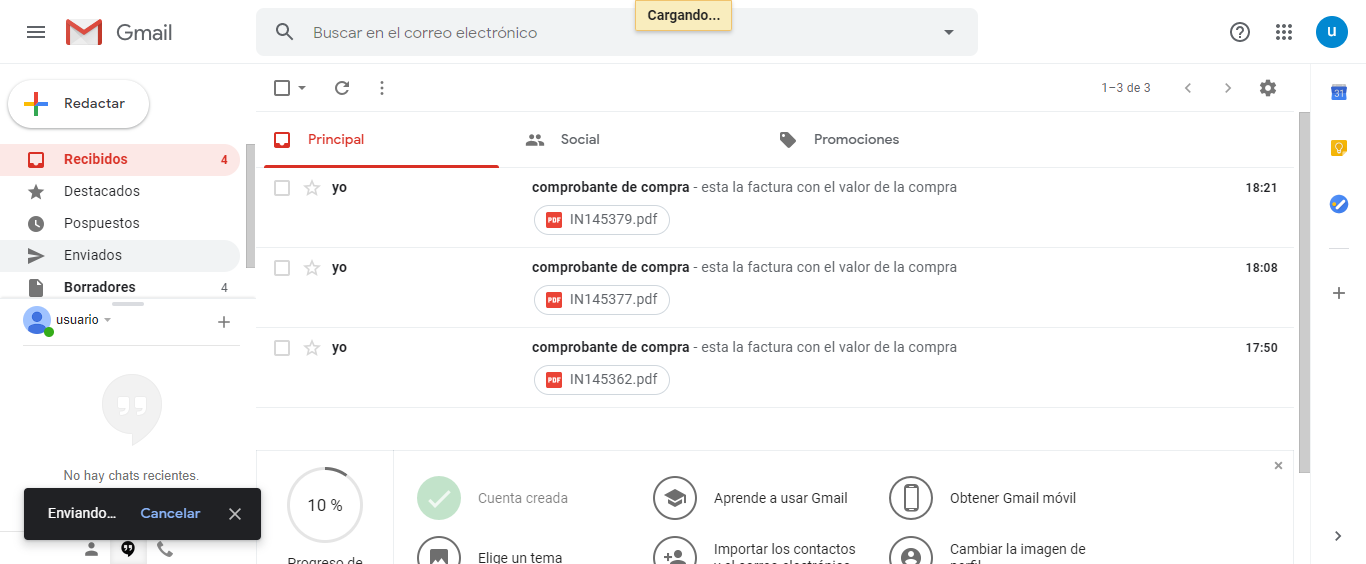 Cargando...
Gmail
Buscar en el correo electrónico
u
Redactar
1–3 de 3
31
Recibidos 4
Principal
Social
Promociones
Destacados
Pospuestos
Enviados
Borradores 4
usuario
yo comprobante de compra - esta la factura con el valor de la compra 18:21
PDF IN145379.pdf
yo comprobante de compra - esta la factura con el valor de la compra 18:08
PDF IN145377.pdf
yo comprobante de compra - esta la factura con el valor de la compra 17:50
PDF IN145362.pdf
No hay chats recientes.
Enviando... Cancelar
10 %
Progreso de
Cuenta creada
Aprende a usar Gmail
Obtener Gmail móvil
Elige un tema
Importar los contactos
y el correo electrónico
Cambiar la imagen de
perfil